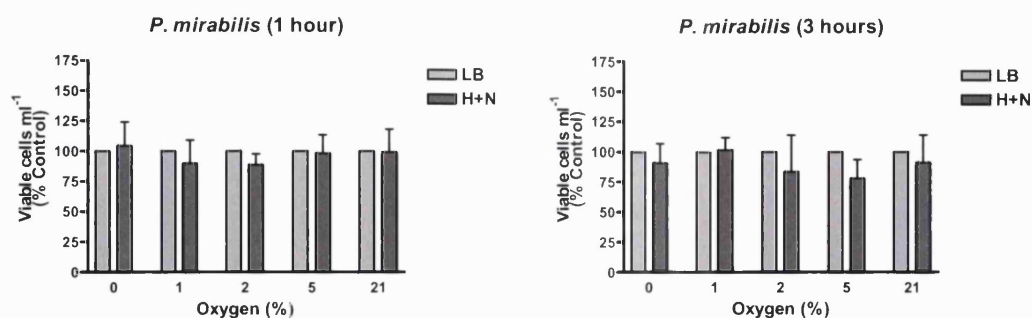 P. mirabilis (1 hour)
175
150
125
100
75
50
25
0
Viable cells ml-1
(% Control)
0 1 2 5 21
Oxygen (%)
LB
H+N
P. mirabilis (3 hours)
175
150
125
100
75
50
25
0
Viable cells ml-1
(% Control)
0 1 2 5 21
Oxygen (%)
LB
H+N